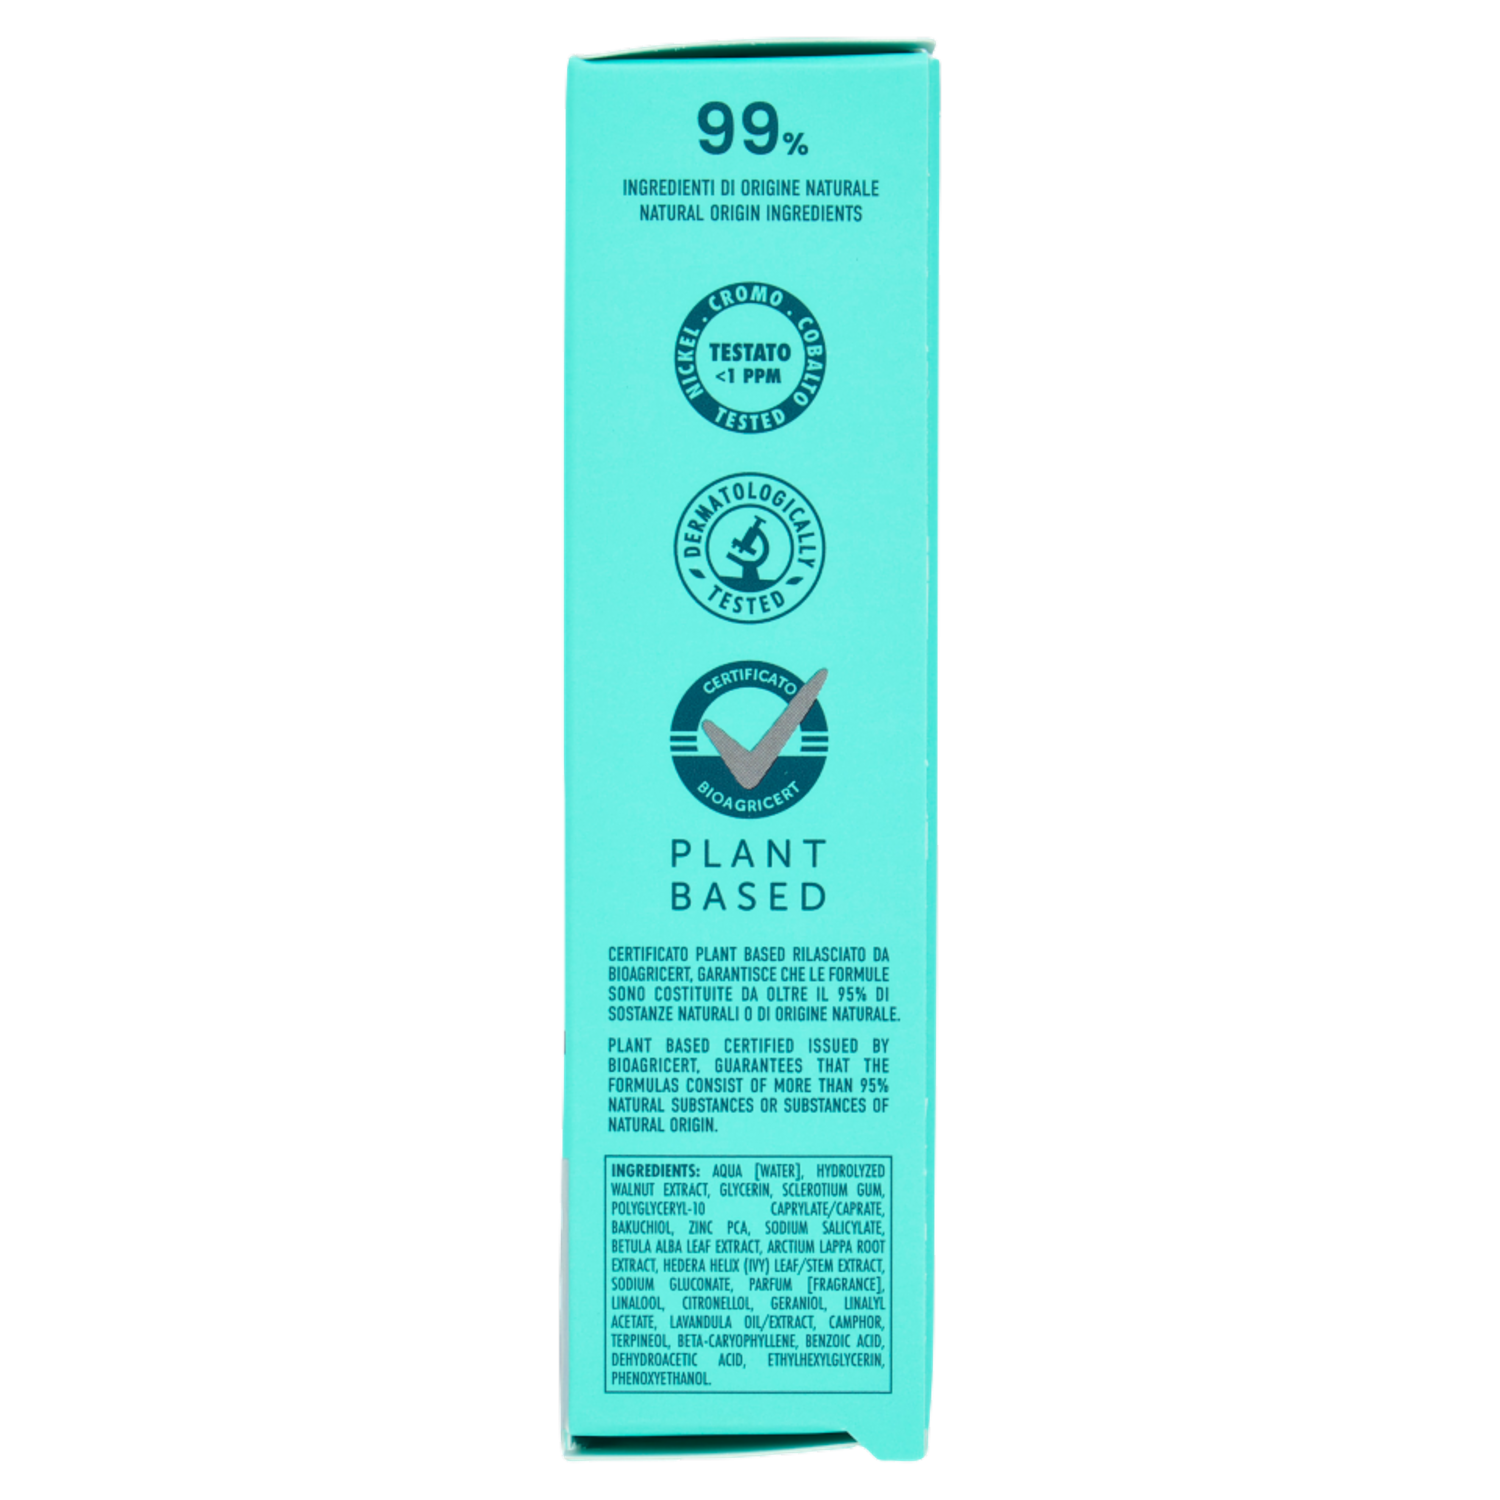 99%
INGREDIENTI DI ORIGINE NATURALE
NATURAL ORIGIN INGREDIENTS
NICKEL . CROMO . COBALTO
TESTATO
<1 PPM
TESTED
DERMATOLOGICALLY
TESTED
CERTIFICATO
BIOAGRICERT
PLANT
BASED
CERTIFICATO PLANT BASED RILASCIATO DA
BIOAGRICERT, GARANTISCE CHE LE FORMULE
SONO COSTITUITE DA OLTRE IL 95% DI
SOSTANZE NATURALI O DI ORIGINE NATURALE.
PLANT BASED CERTIFIED ISSUED BY
BIOAGRICERT, GUARANTEES THAT THE
FORMULAS CONSIST OF MORE THAN 95%
NATURAL SUBSTANCES OR SUBSTANCES OF
NATURAL ORIGIN.
INGREDIENTS: AQUA [WATER], HYDROLYZED
WALNUT EXTRACT, GLYCERIN, SCLEROTIUM GUM,
POLYGLYCERYL-10 CAPRYLATE/CAPRATE,
BAKUCHIOL, ZINC PCA, SODIUM SALICYLATE,
BETULA ALBA LEAF EXTRACT, ARCTIUM LAPPA ROOT
EXTRACT, HEDERA HELIX (IVY) LEAF/STEM EXTRACT,
SODIUM GLUCONATE, PARFUM [FRAGRANCE],
LINALOOL, CITRONELLOL, GERANIOL, LINALYL
ACETATE, LAVANDULA OIL/EXTRACT, CAMPHOR,
TERPINEOL, BETA-CARYOPHYLLENE, BENZOIC ACID,
DEHYDROACETIC ACID, ETHYLHEXYLGLYCERIN,
PHENOXYETHANOL.